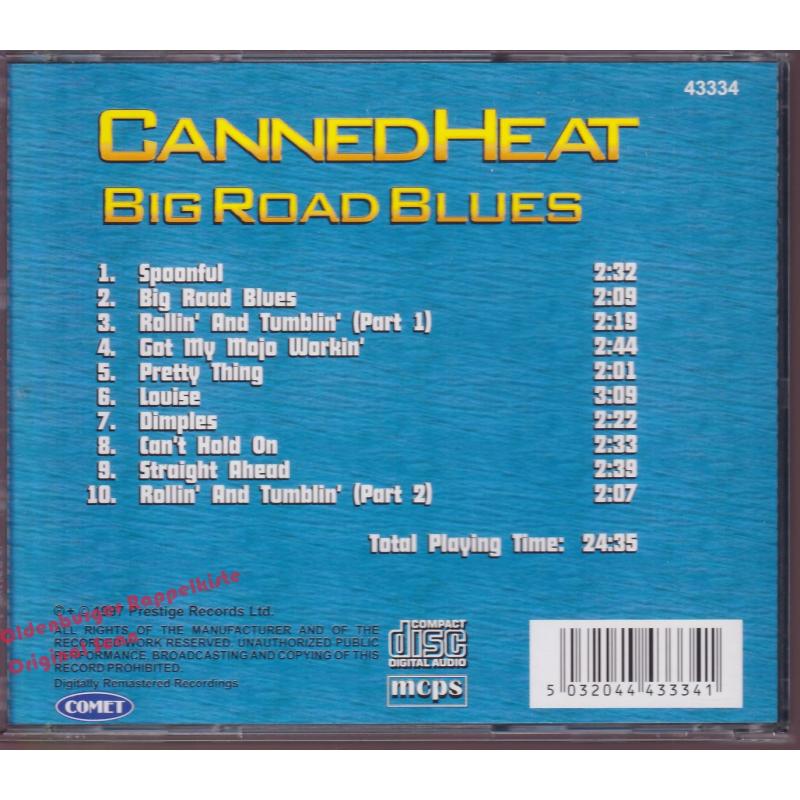 43334
CANNED HEAT
BIG ROAD BLUES
1. Spoonful 2:32
2. Big Road Blues 2:09
3. Rollin' And Tumblin' (Part 1) 2:19
4. Got My Mojo Workin' 2:44
5. Pretty Thing 2:01
6. Louise 3:09
7. Dimples 2:22
8. Can't Hold On 2:33
9. Straight Ahead 2:39
10. Rollin' And Tumblin' (Part 2) 2:07
Total Playing Time: 24:35
Oldenburger Rappelkiste
Original Item
℗ + © 1997 Prestige Records Ltd.
ALL RIGHTS OF THE MANUFACTURER AND OF THE
RECORDED WORK RESERVED. UNAUTHORIZED PUBLIC
PERFORMANCE, BROADCASTING AND COPYING OF THIS
RECORD PROHIBITED.
Digitally Remastered Recordings
COMET
COMPACT
disc
DIGITAL AUDIO
mcps
5 032044 433341